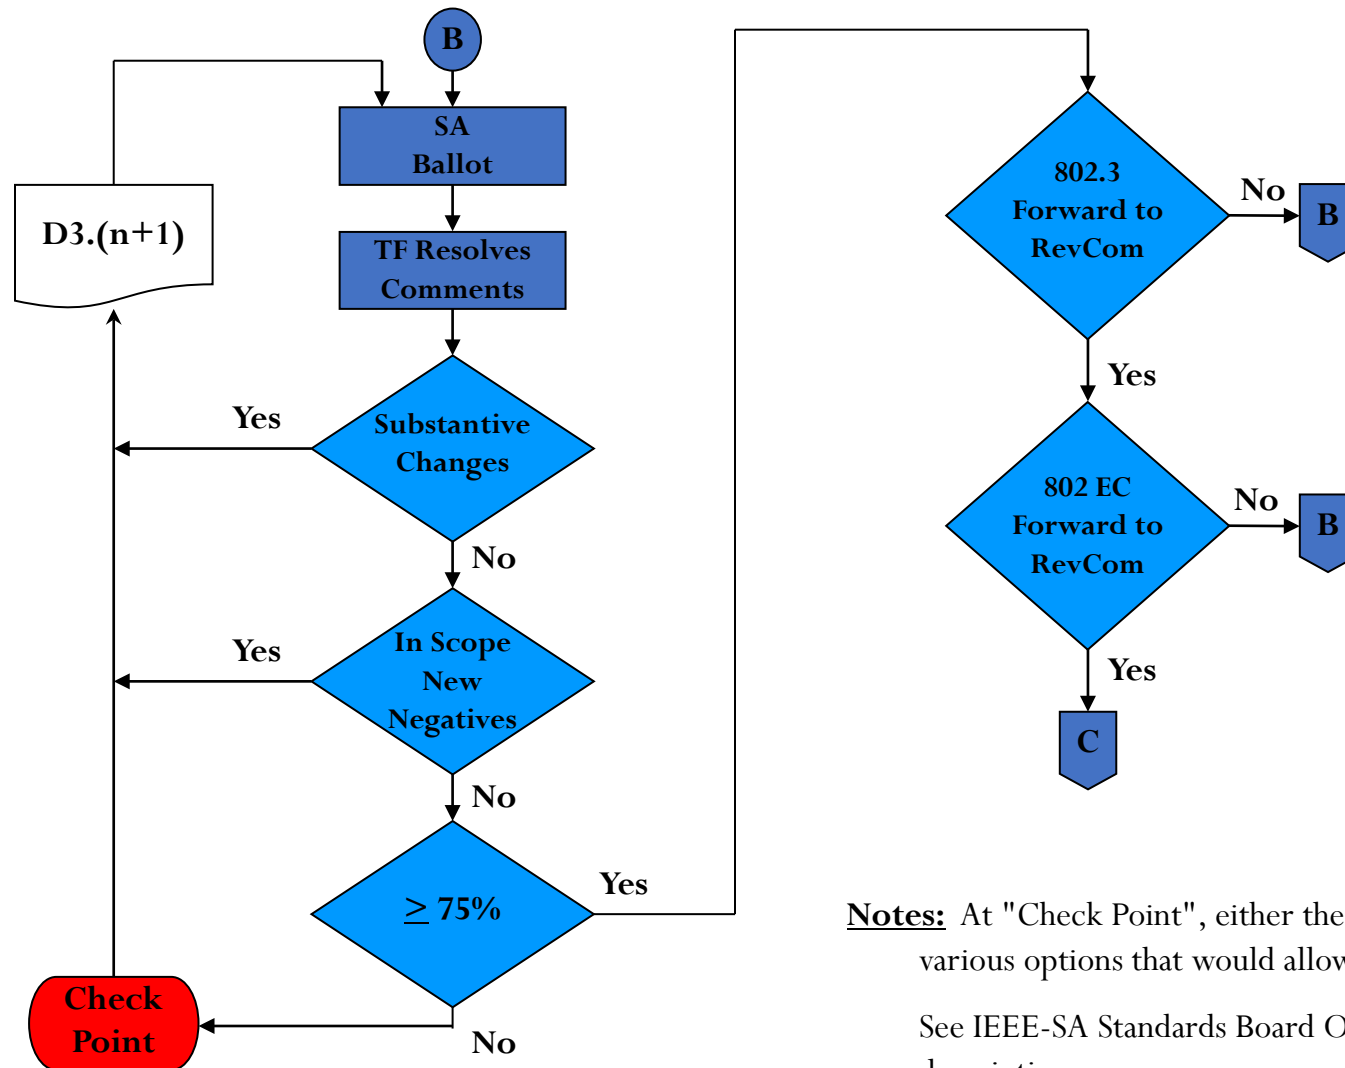 B
SA
Ballot
D3.(n+1)
TF Resolves
Comments
Substantive
Changes
Yes
No
In Scope
New
Negatives
Yes
No
≥ 75%
Yes
No
Check
Point
802.3
Forward to
RevCom
No
B
Yes
802 EC
Forward to
RevCom
No
B
Yes
C
Notes: At "Check Point", either the
various options that would allow
See IEEE-SA Standards Board O